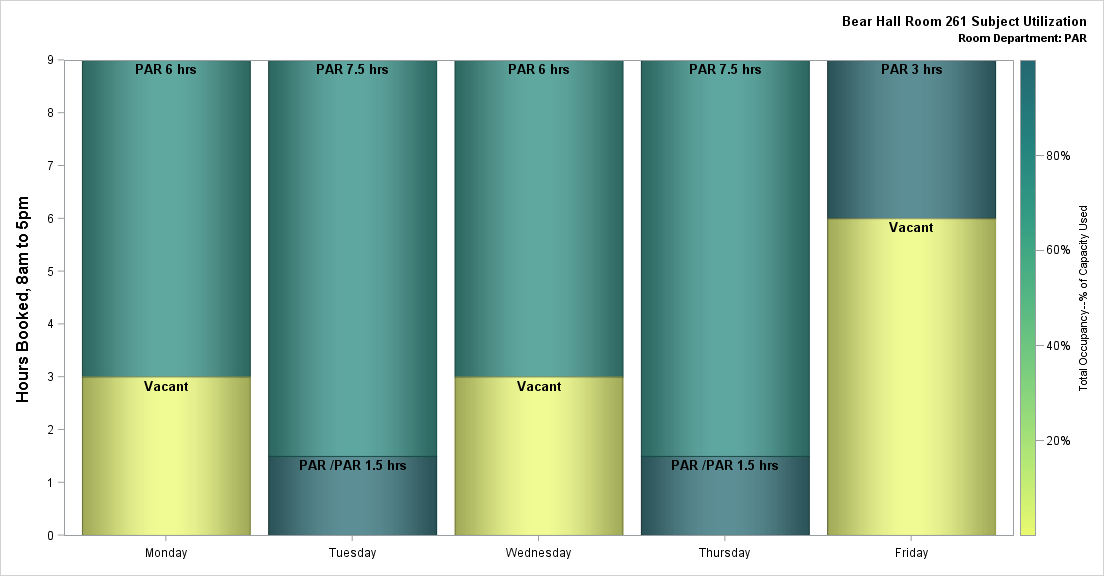 Bear Hall Room 261 Subject Utilization
Room Department: PAR
Hours Booked, 8am to 5pm
9
8
7
6
5
4
3
2
1
0
PAR 6 hrs
Vacant
PAR 7.5 hrs
PAR /PAR 1.5 hrs
PAR 6 hrs
Vacant
PAR 7.5 hrs
PAR /PAR 1.5 hrs
PAR 3 hrs
Vacant
Monday
Tuesday
Wednesday
Thursday
Friday
80%
60%
40%
20%
Total Occupancy--% of Capacity Used